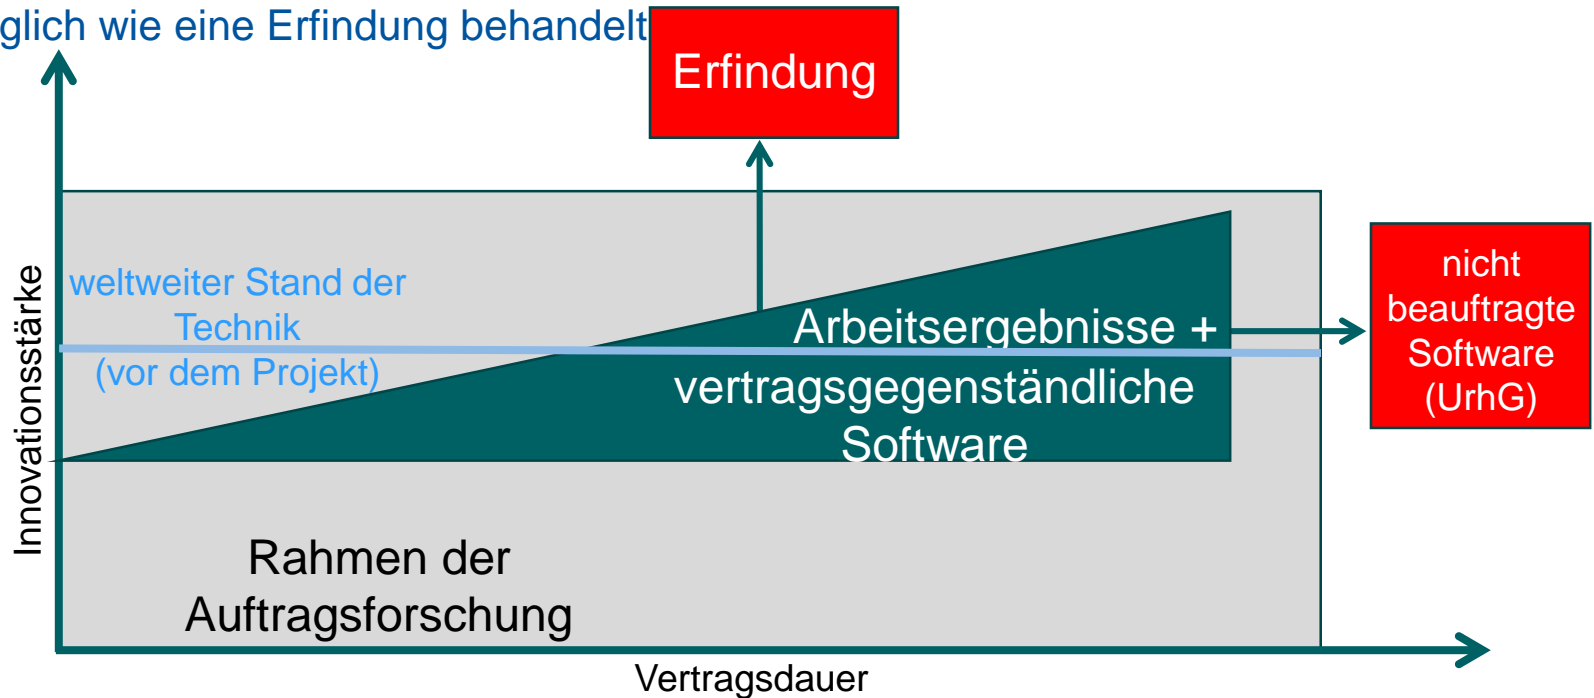 glich wie eine Erfindung behandelt
Erfindung
weltweiter Stand der
Technik
(vor dem Projekt)
Arbeitsergebnisse +
vertragsgegenständliche
Software
nicht
beauftragte
Software
(UrhG)
Innovationsstärke
Rahmen der
Auftragsforschung
Vertragsdauer